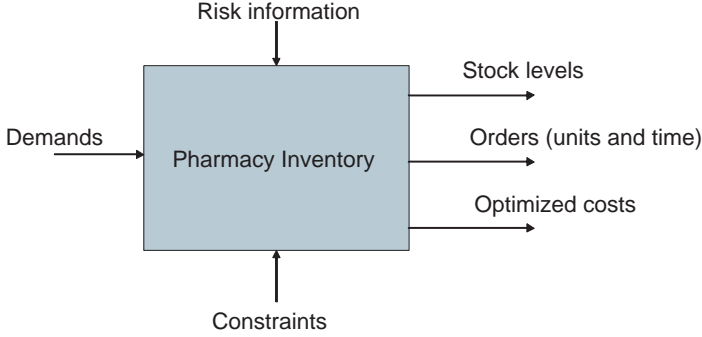 Risk information
Stock levels
Demands
Orders (units and time)
Pharmacy Inventory
Optimized costs
Constraints